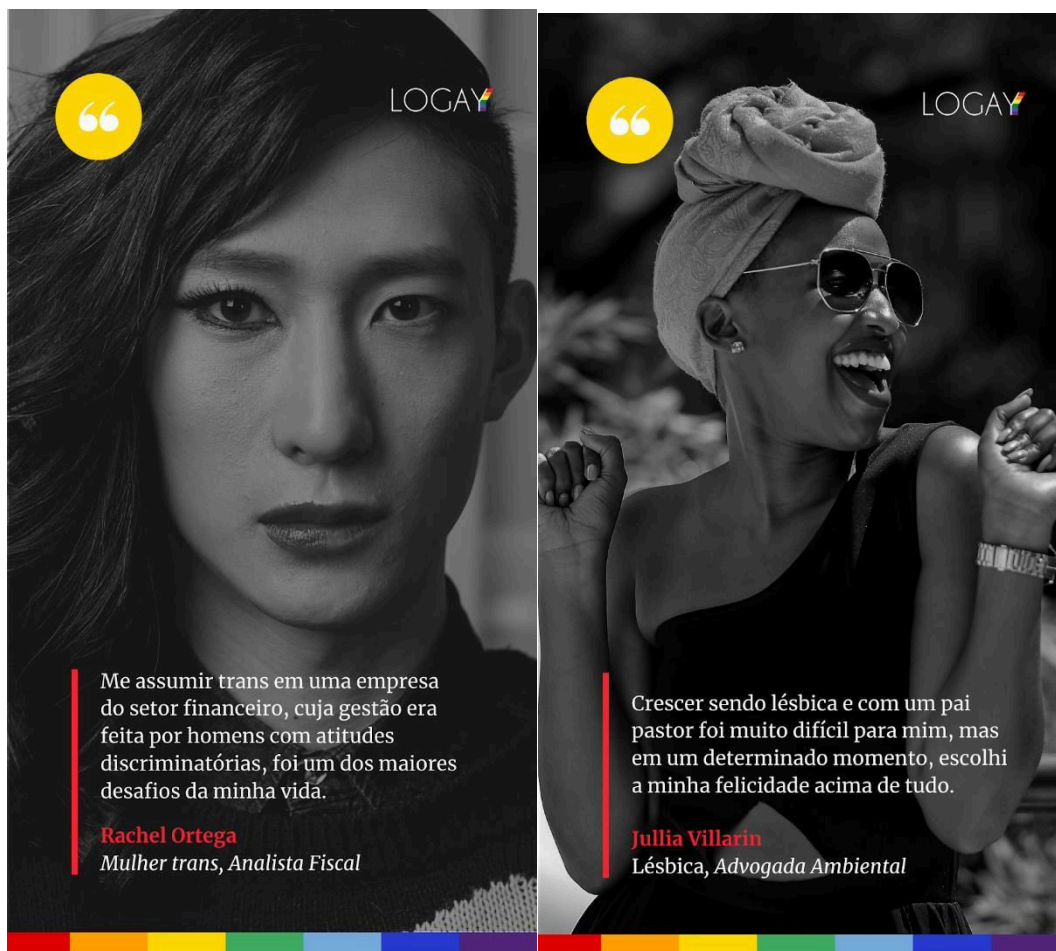 LOGAY
Me assumir trans em uma empresa
do setor financeiro, cuja gestão era
feita por homens com atitudes
discriminatórias, foi um dos maiores
desafios da minha vida.
Rachel Ortega
Mulher trans, Analista Fiscal
LOGAY
Crescer sendo lésbica e com um pai
pastor foi muito difícil para mim, mas
em um determinado momento, escolhi
a minha felicidade acima de tudo.
Jullia Villarin
Lésbica, Advogada Ambiental